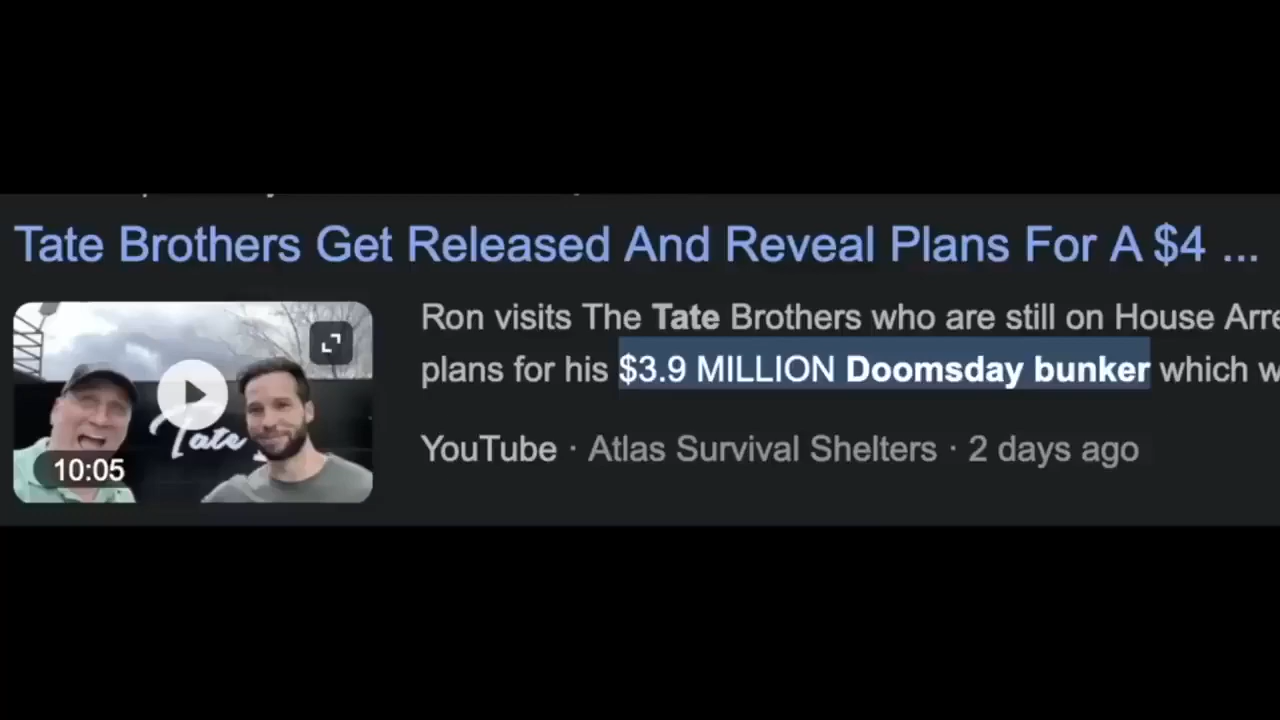 Tate Brothers Get Released And Reveal Plans For A $4 ...
Ron visits The Tate Brothers who are still on House Arre
plans for his $3.9 MILLION Doomsday bunker which w
Tate
10:05
YouTube · Atlas Survival Shelters · 2 days ago